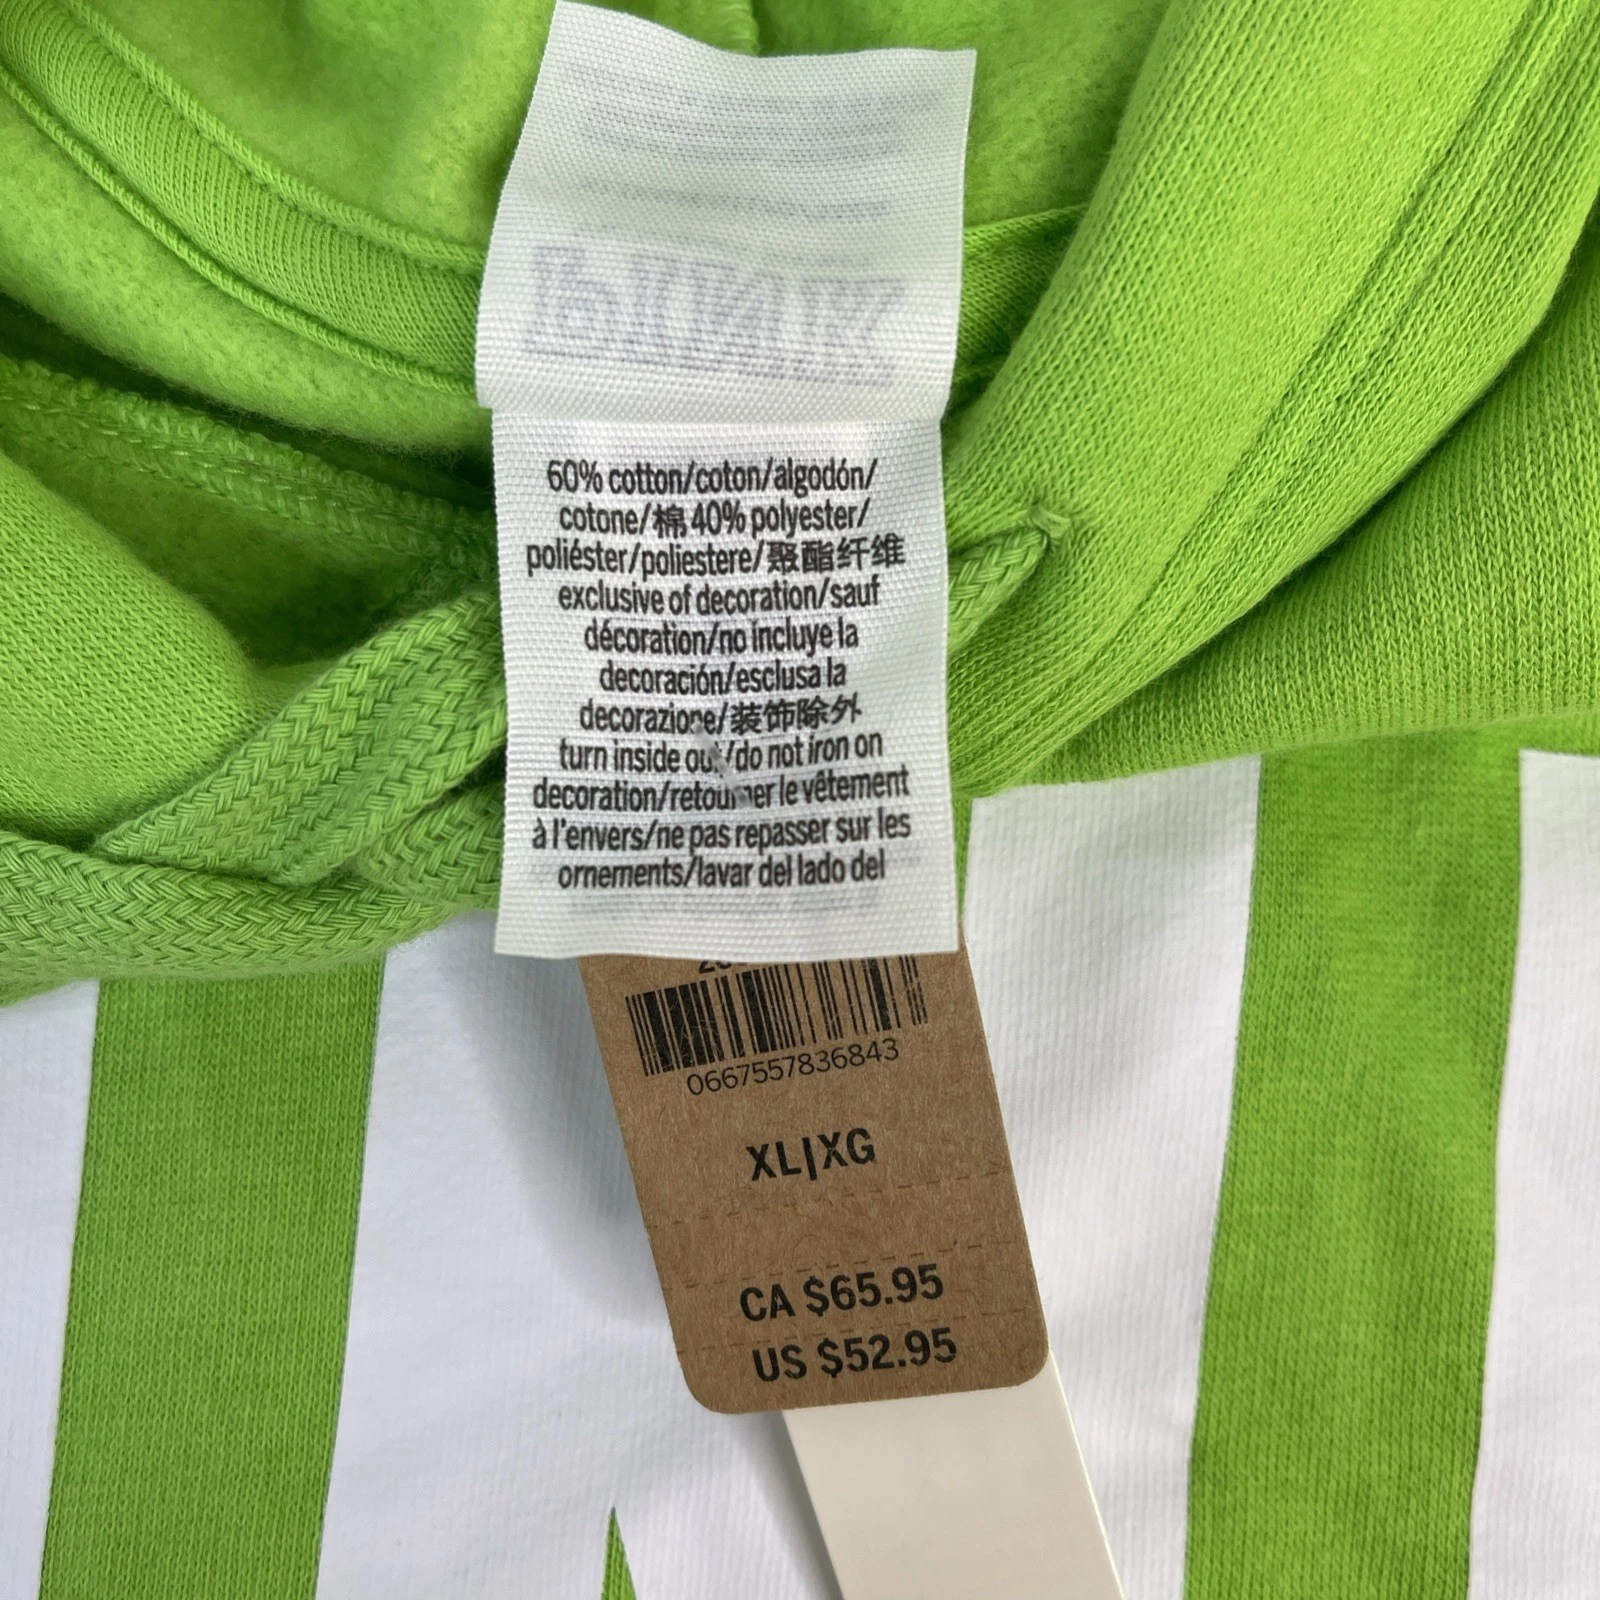 60% cotton/coton/algodón/
cotone/棉 40% polyester/
poliéster/poliestere/聚酯纤维
exclusive of decoration/sauf
décoration/no incluye la
decoración/esclusa la
decorazione/装饰除外
turn inside out/do not iron on
decoration/retourner le vêtement
à l'envers/ne pas repasser sur les
ornements/lavar del lado del
0667557836843
XL|XG
CA $65.95
US $52.95